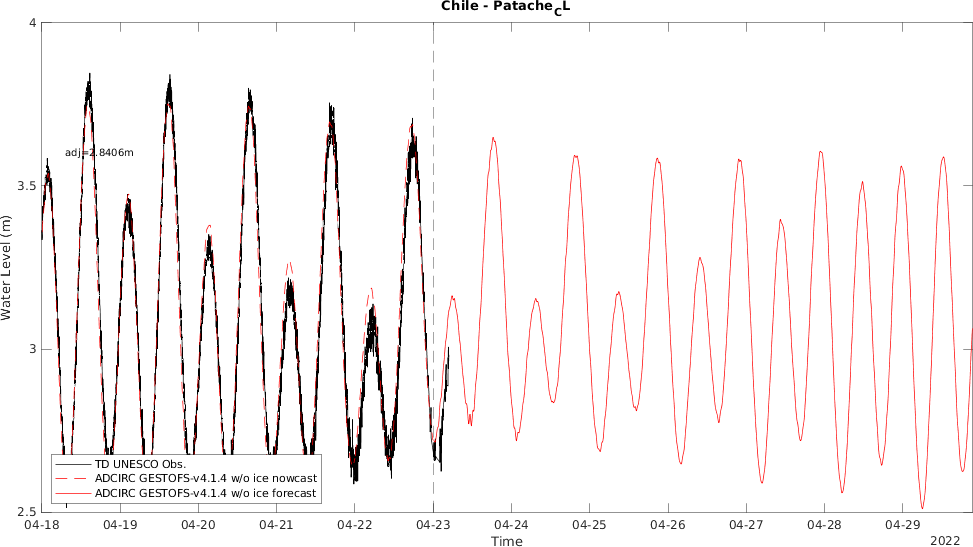 Chile - Patache_CL
4
3.5
3
2.5
Water Level (m)
adj=2.8406m
TD UNESCO Obs.
ADCIRC GESTOFS-v4.1.4 w/o ice nowcast
ADCIRC GESTOFS-v4.1.4 w/o ice forecast
04-18 04-19 04-20 04-21 04-22 04-23 04-24 04-25 04-26 04-27 04-28 04-29
Time
2022